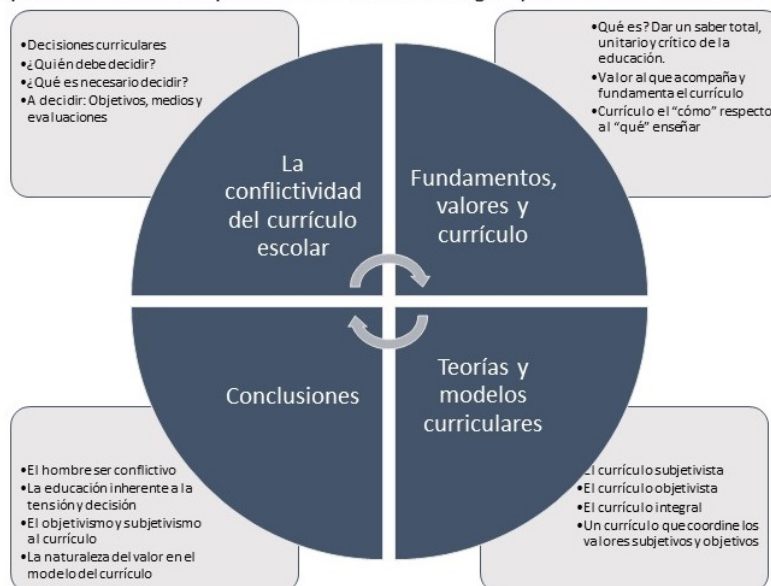 •Decisiones curriculares
•¿Quién debe decidir?
•¿Qué es necesario decidir?
•A decidir: Objetivos, medios y
evaluaciones
•Qué es? Dar un saber total,
unitario y crítico de la
educación.
•Valor al que acompaña y
fundamenta el currículo
•Currículo el “cómo” respecto
al “qué” enseñar
La
conflictividad
del currículo
escolar
Fundamentos,
valores y
currículo
Conclusiones
Teorías y
modelos
curriculares
•El hombre ser conflictivo
•La educación inherente a la
tensión y decisión
•El objetivismo y subjetivismo
al currículo
•La naturaleza del valor en el
modelo del currículo
El currículo subjetivista
•El currículo objetivista
•El currículo integral
•Un currículo que coordine los
valores subjetivos y objetivos